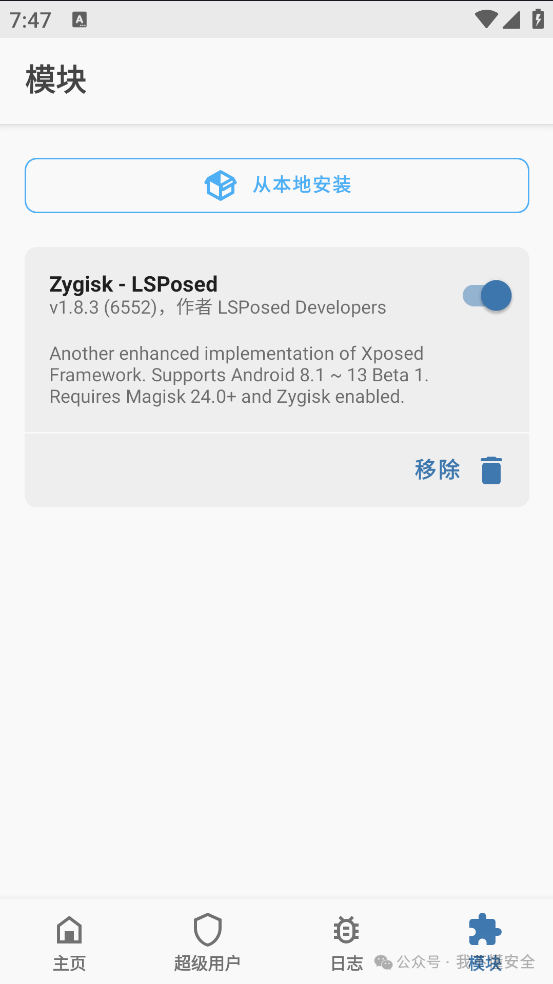 7:47
A
模块
从本地安装
Zygisk - LSPosed
v1.8.3 (6552)，作者 LSPosed Developers
Another enhanced implementation of Xposed
Framework. Supports Android 8.1 ~ 13 Beta 1.
Requires Magisk 24.0+ and Zygisk enabled.
移除
主页
超级用户
日志
模块
公众号 · 我不懂安全